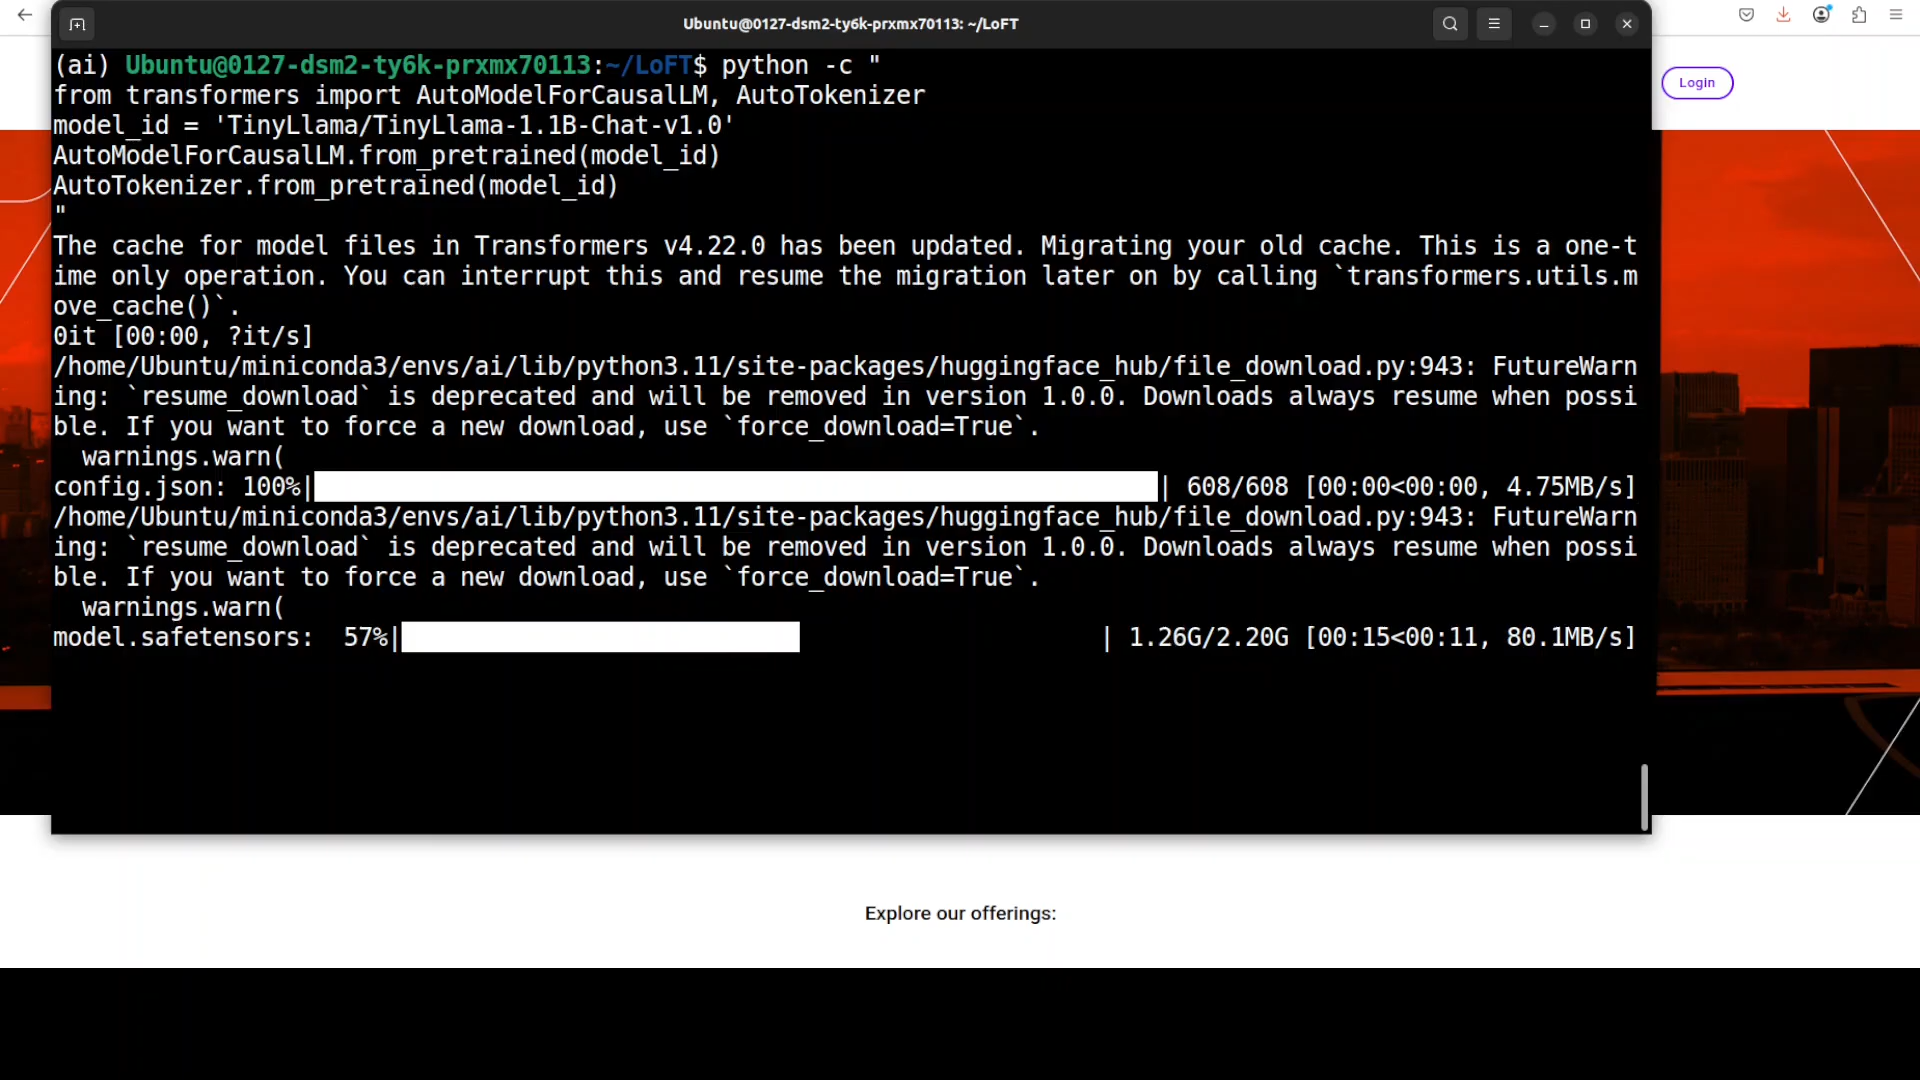 Ubuntu@0127-dsm2-ty6k-prxmx70113: ~/LoFT
Login
(ai) Ubuntu@0127-dsm2-ty6k-prxmx70113:~/LoFT$ python -c "
from transformers import AutoModelForCausalLM, AutoTokenizer
model_id = 'TinyLlama/TinyLlama-1.1B-Chat-v1.0'
AutoModelForCausalLM.from_pretrained(model_id)
AutoTokenizer.from_pretrained(model_id)
"
The cache for model files in Transformers v4.22.0 has been updated. Migrating your old cache. This is a one-t
ime only operation. You can interrupt this and resume the migration later on by calling `transformers.utils.m
ove_cache()`.
0it [00:00, ?it/s]
/home/Ubuntu/miniconda3/envs/ai/lib/python3.11/site-packages/huggingface_hub/file_download.py:943: FutureWarn
ing: `resume_download` is deprecated and will be removed in version 1.0.0. Downloads always resume when possi
ble. If you want to force a new download, use `force_download=True`.
  warnings.warn(
config.json: 100%| | 608/608 [00:00<00:00, 4.75MB/s]
/home/Ubuntu/miniconda3/envs/ai/lib/python3.11/site-packages/huggingface_hub/file_download.py:943: FutureWarn
ing: `resume_download` is deprecated and will be removed in version 1.0.0. Downloads always resume when possi
ble. If you want to force a new download, use `force_download=True`.
  warnings.warn(
model.safetensors:  57%| | 1.26G/2.20G [00:15<00:11, 80.1MB/s]
Explore our offerings: